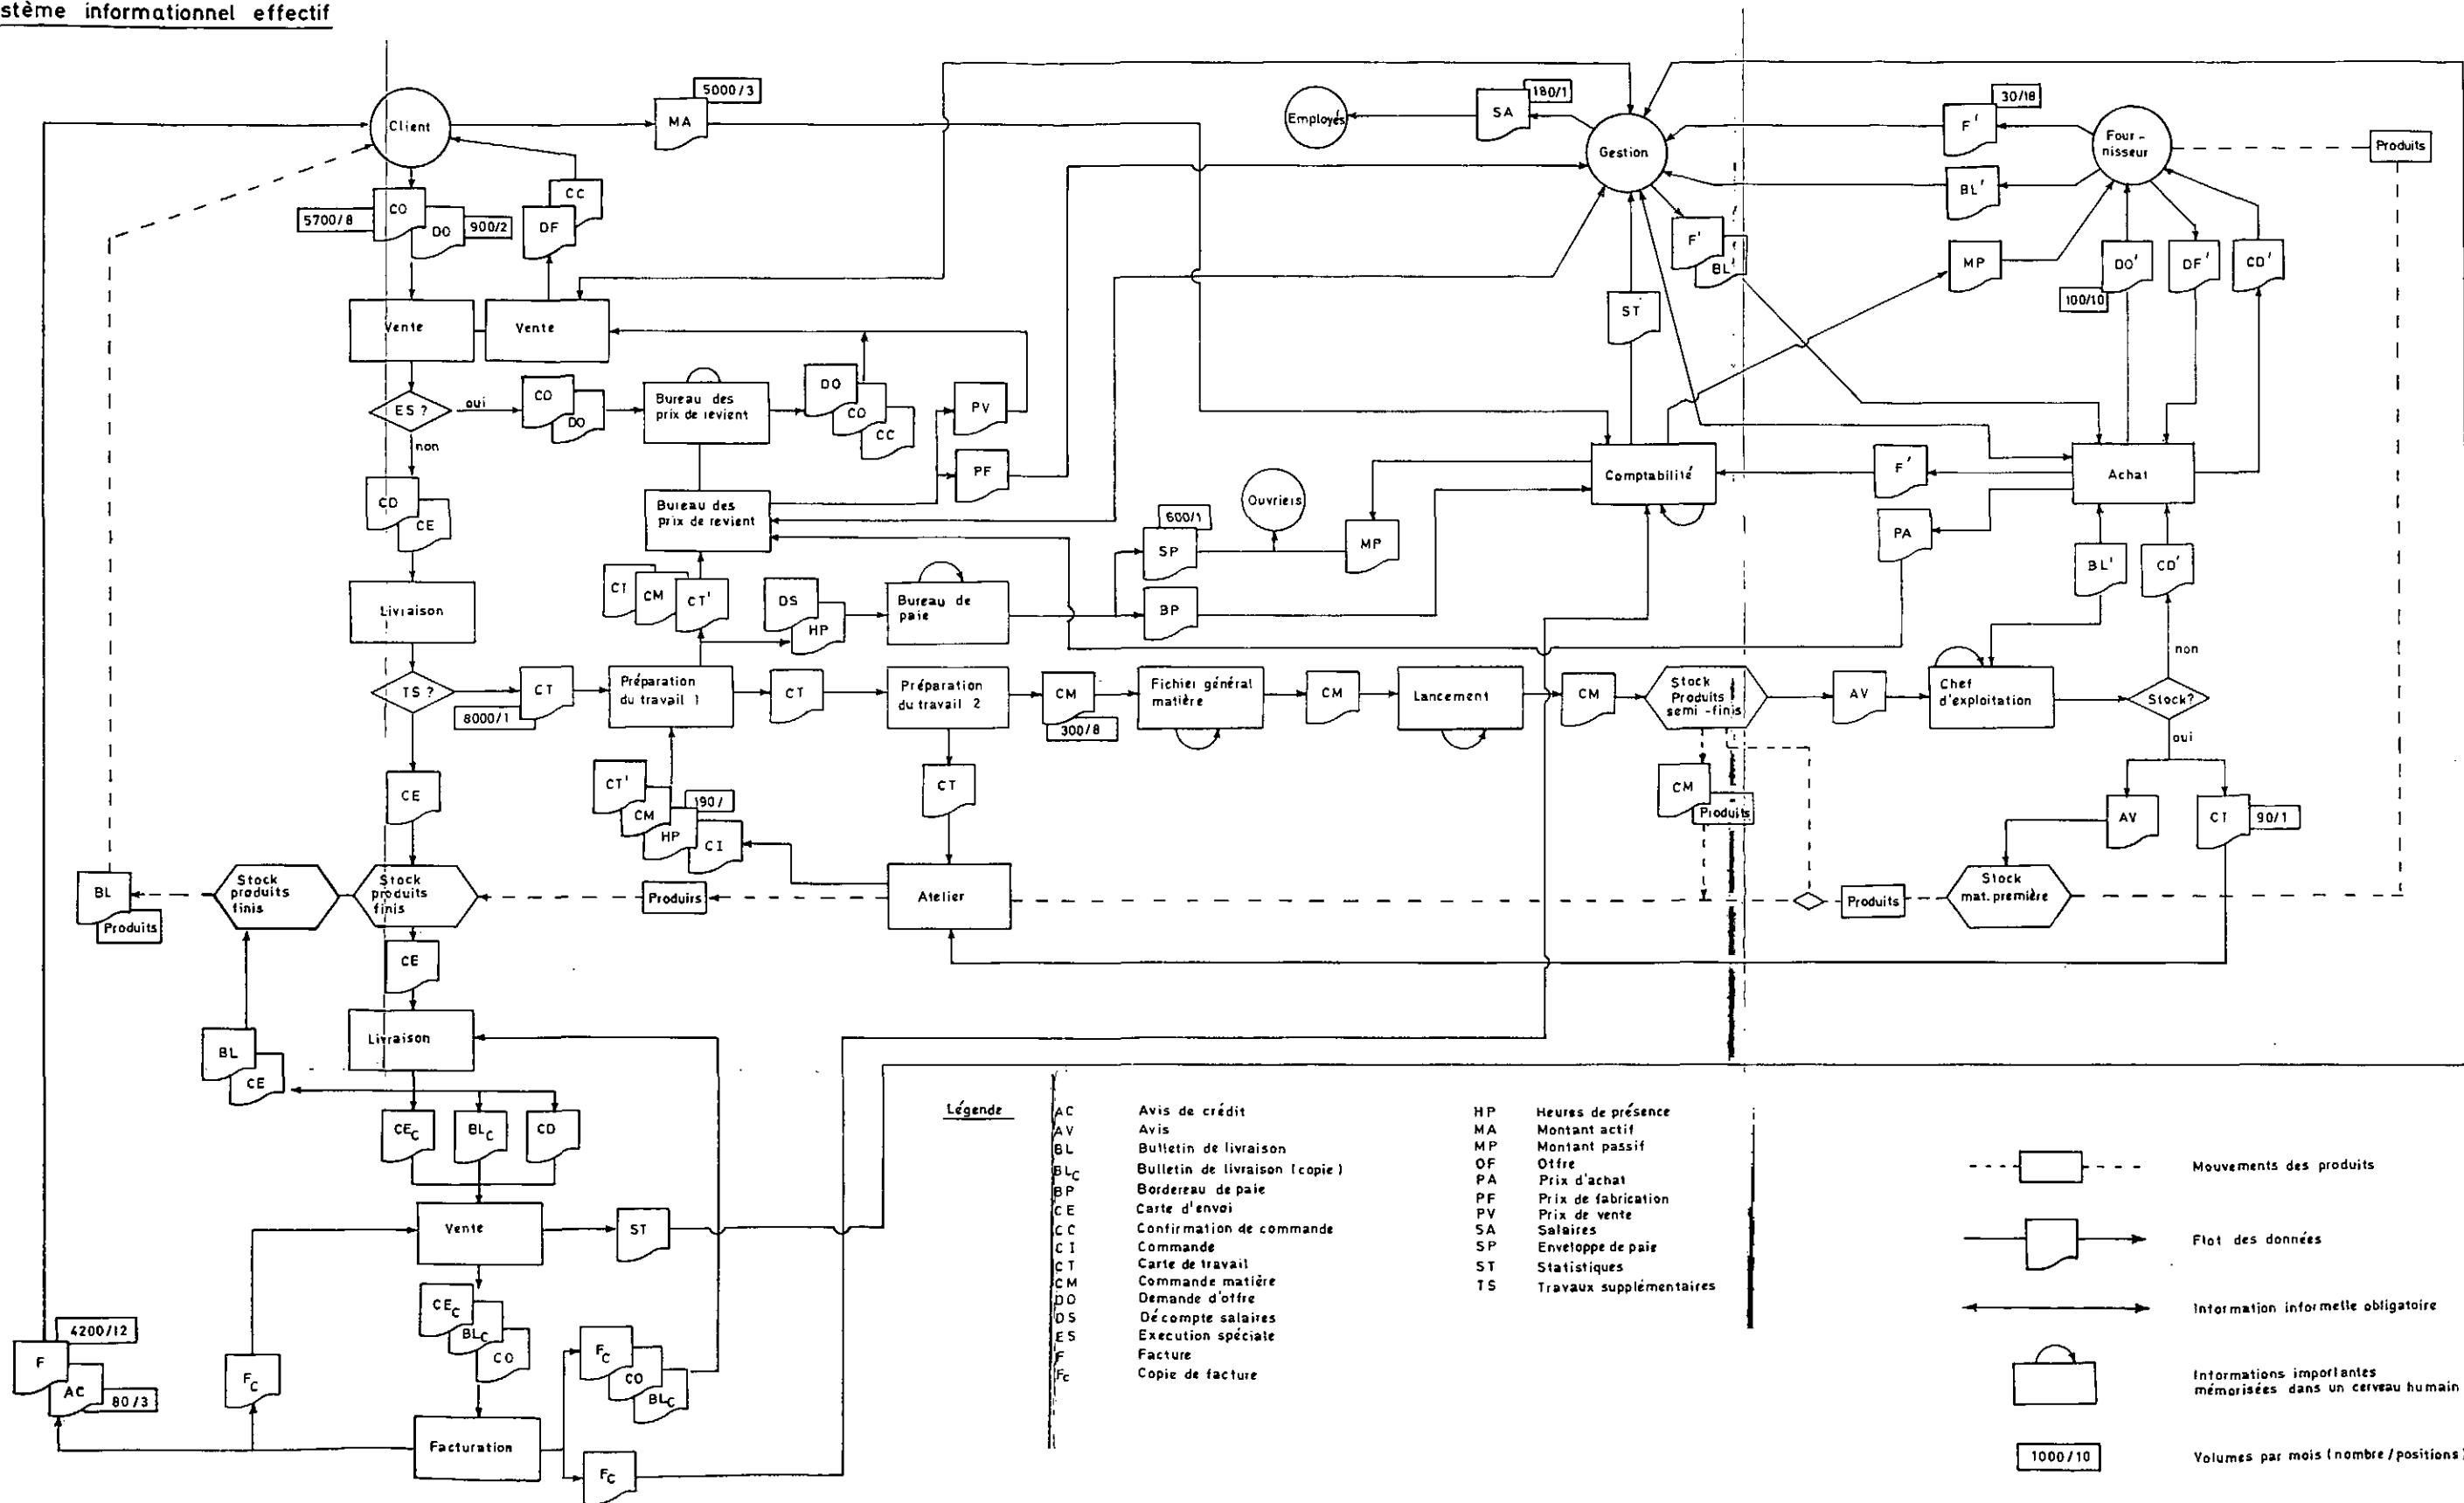 stème informationnel effectif
5000/3
MA
Client
CO
5700/8
DO
900/2
CC
DF
Vente
Vente
ES ?
oui
non
CO
DO
Bureau des
prix de revient
DO
CO
CC
PV
PF
Bureau des
prix de revient
CD
CE
Livraison
CT
CM
CT'
DS
HP
Bureau de
paie
600/1
SP
Ouvriers
MP
BP
Employés
SA
180/1
Gestion
F'
BL'
ST
F'
30/18
BL'
Four-
nisseur
Produits
MP
DO'
100/10
DF'
CD'
Comptabilité
F'
Achat
PA
BL'
CD'
non
TS ?
CT
8000/1
Préparation
du travail 1
CT
Préparation
du travail 2
CM
300/8
Fichier général
matière
CM
Lancement
CM
Stock
Produits
semi-finis
AV
Chef
d'exploitation
Stock?
oui
CE
CT'
CM
HP
CI
190/
CT
CM
Produits
AV
CT
90/1
BL
Produits
Stock
produits
finis
Stock
produits
finis
Produirs
Atelier
Produits
Stock
mat. première
CE
Livraison
BL
CE
CEC
BLC
CD
Vente
ST
CEC
BLC
CO
4200/12
F
AC
80/3
FC
FC
CO
BLC
Facturation
FC
Légende
AC Avis de crédit
AV Avis
BL Bulletin de livraison
BLC Bulletin de livraison (copie)
BP Bordereau de paie
CE Carte d'envoi
CC Confirmation de commande
CI Commande
CT Carte de travail
CM Commande matière
DO Demande d'offre
DS Décompte salaires
ES Execution spéciale
F Facture
Fc Copie de facture
HP Heures de présence
MA Montant actif
MP Montant passif
OF Offre
PA Prix d'achat
PF Prix de fabrication
PV Prix de vente
SA Salaires
SP Enveloppe de paie
ST Statistiques
TS Travaux supplémentaires
Mouvements des produits
Flot des données
Information informelle obligatoire
Informations importantes
mémorisées dans un cerveau humain
1000/10
Volumes par mois (nombre/positions)